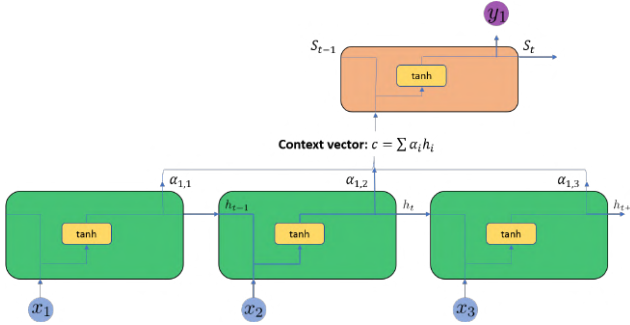 y₁
Sₜ₋₁
Sₜ
tanh
Context vector: c = ∑ αᵢhᵢ
α₁,₁
α₁,₂
α₁,₃
hₜ₋₁
hₜ
hₜ₊
tanh
tanh
tanh
x₁
x₂
x₃